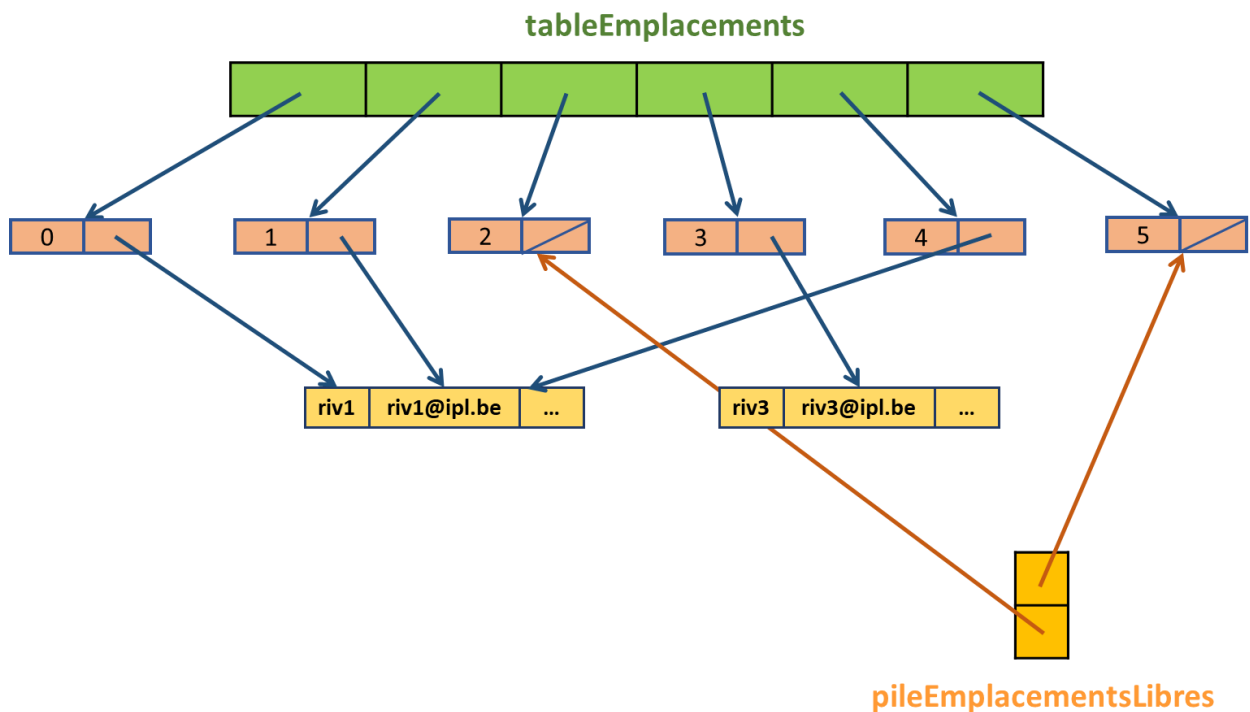 tableEmplacements
0 1 2 3 4 5
riv1 riv1@ipl.be ... riv3 riv3@ipl.be ...
pileEmplacementsLibres